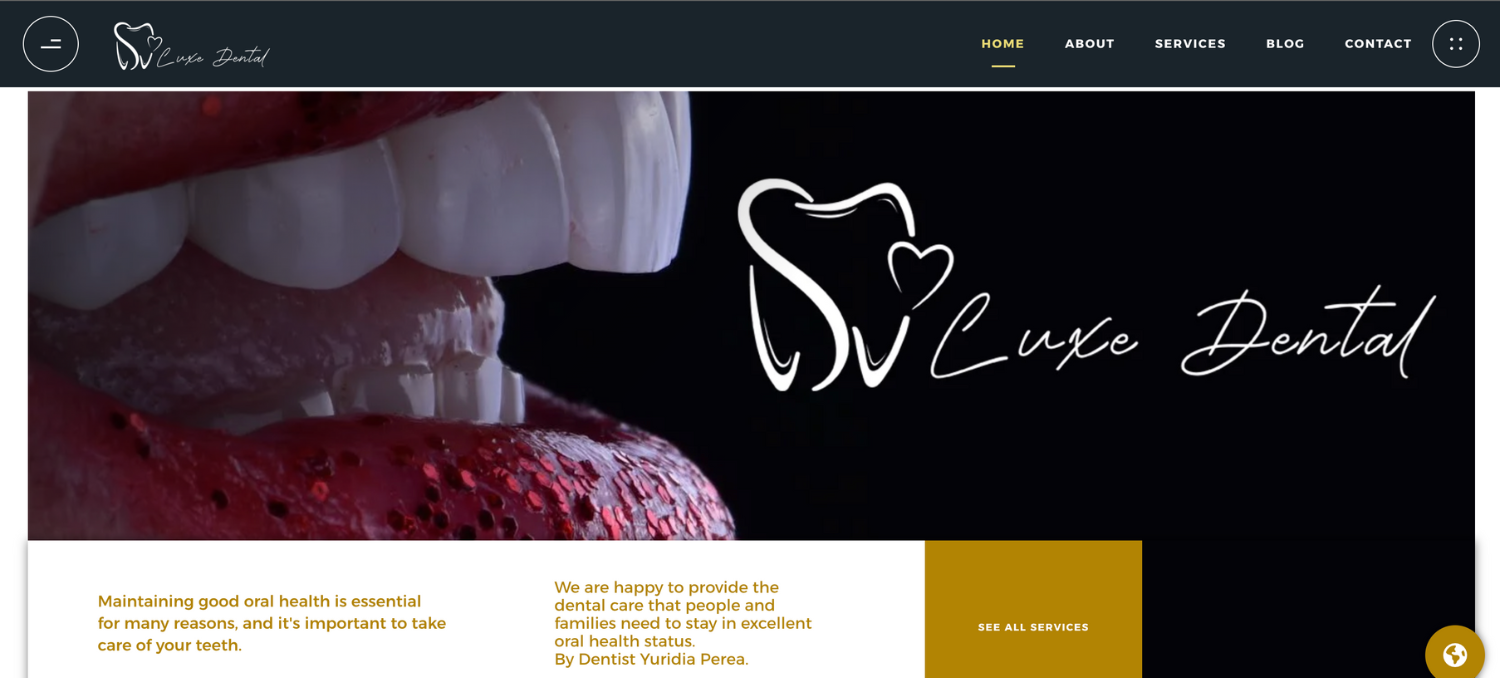 Luxe Dental
HOME ABOUT SERVICES BLOG CONTACT
Luxe Dental
Maintaining good oral health is essential
for many reasons, and it's important to take
care of your teeth.
We are happy to provide the
dental care that people and
families need to stay in excellent
oral health status.
By Dentist Yuridia Perea.
SEE ALL SERVICES